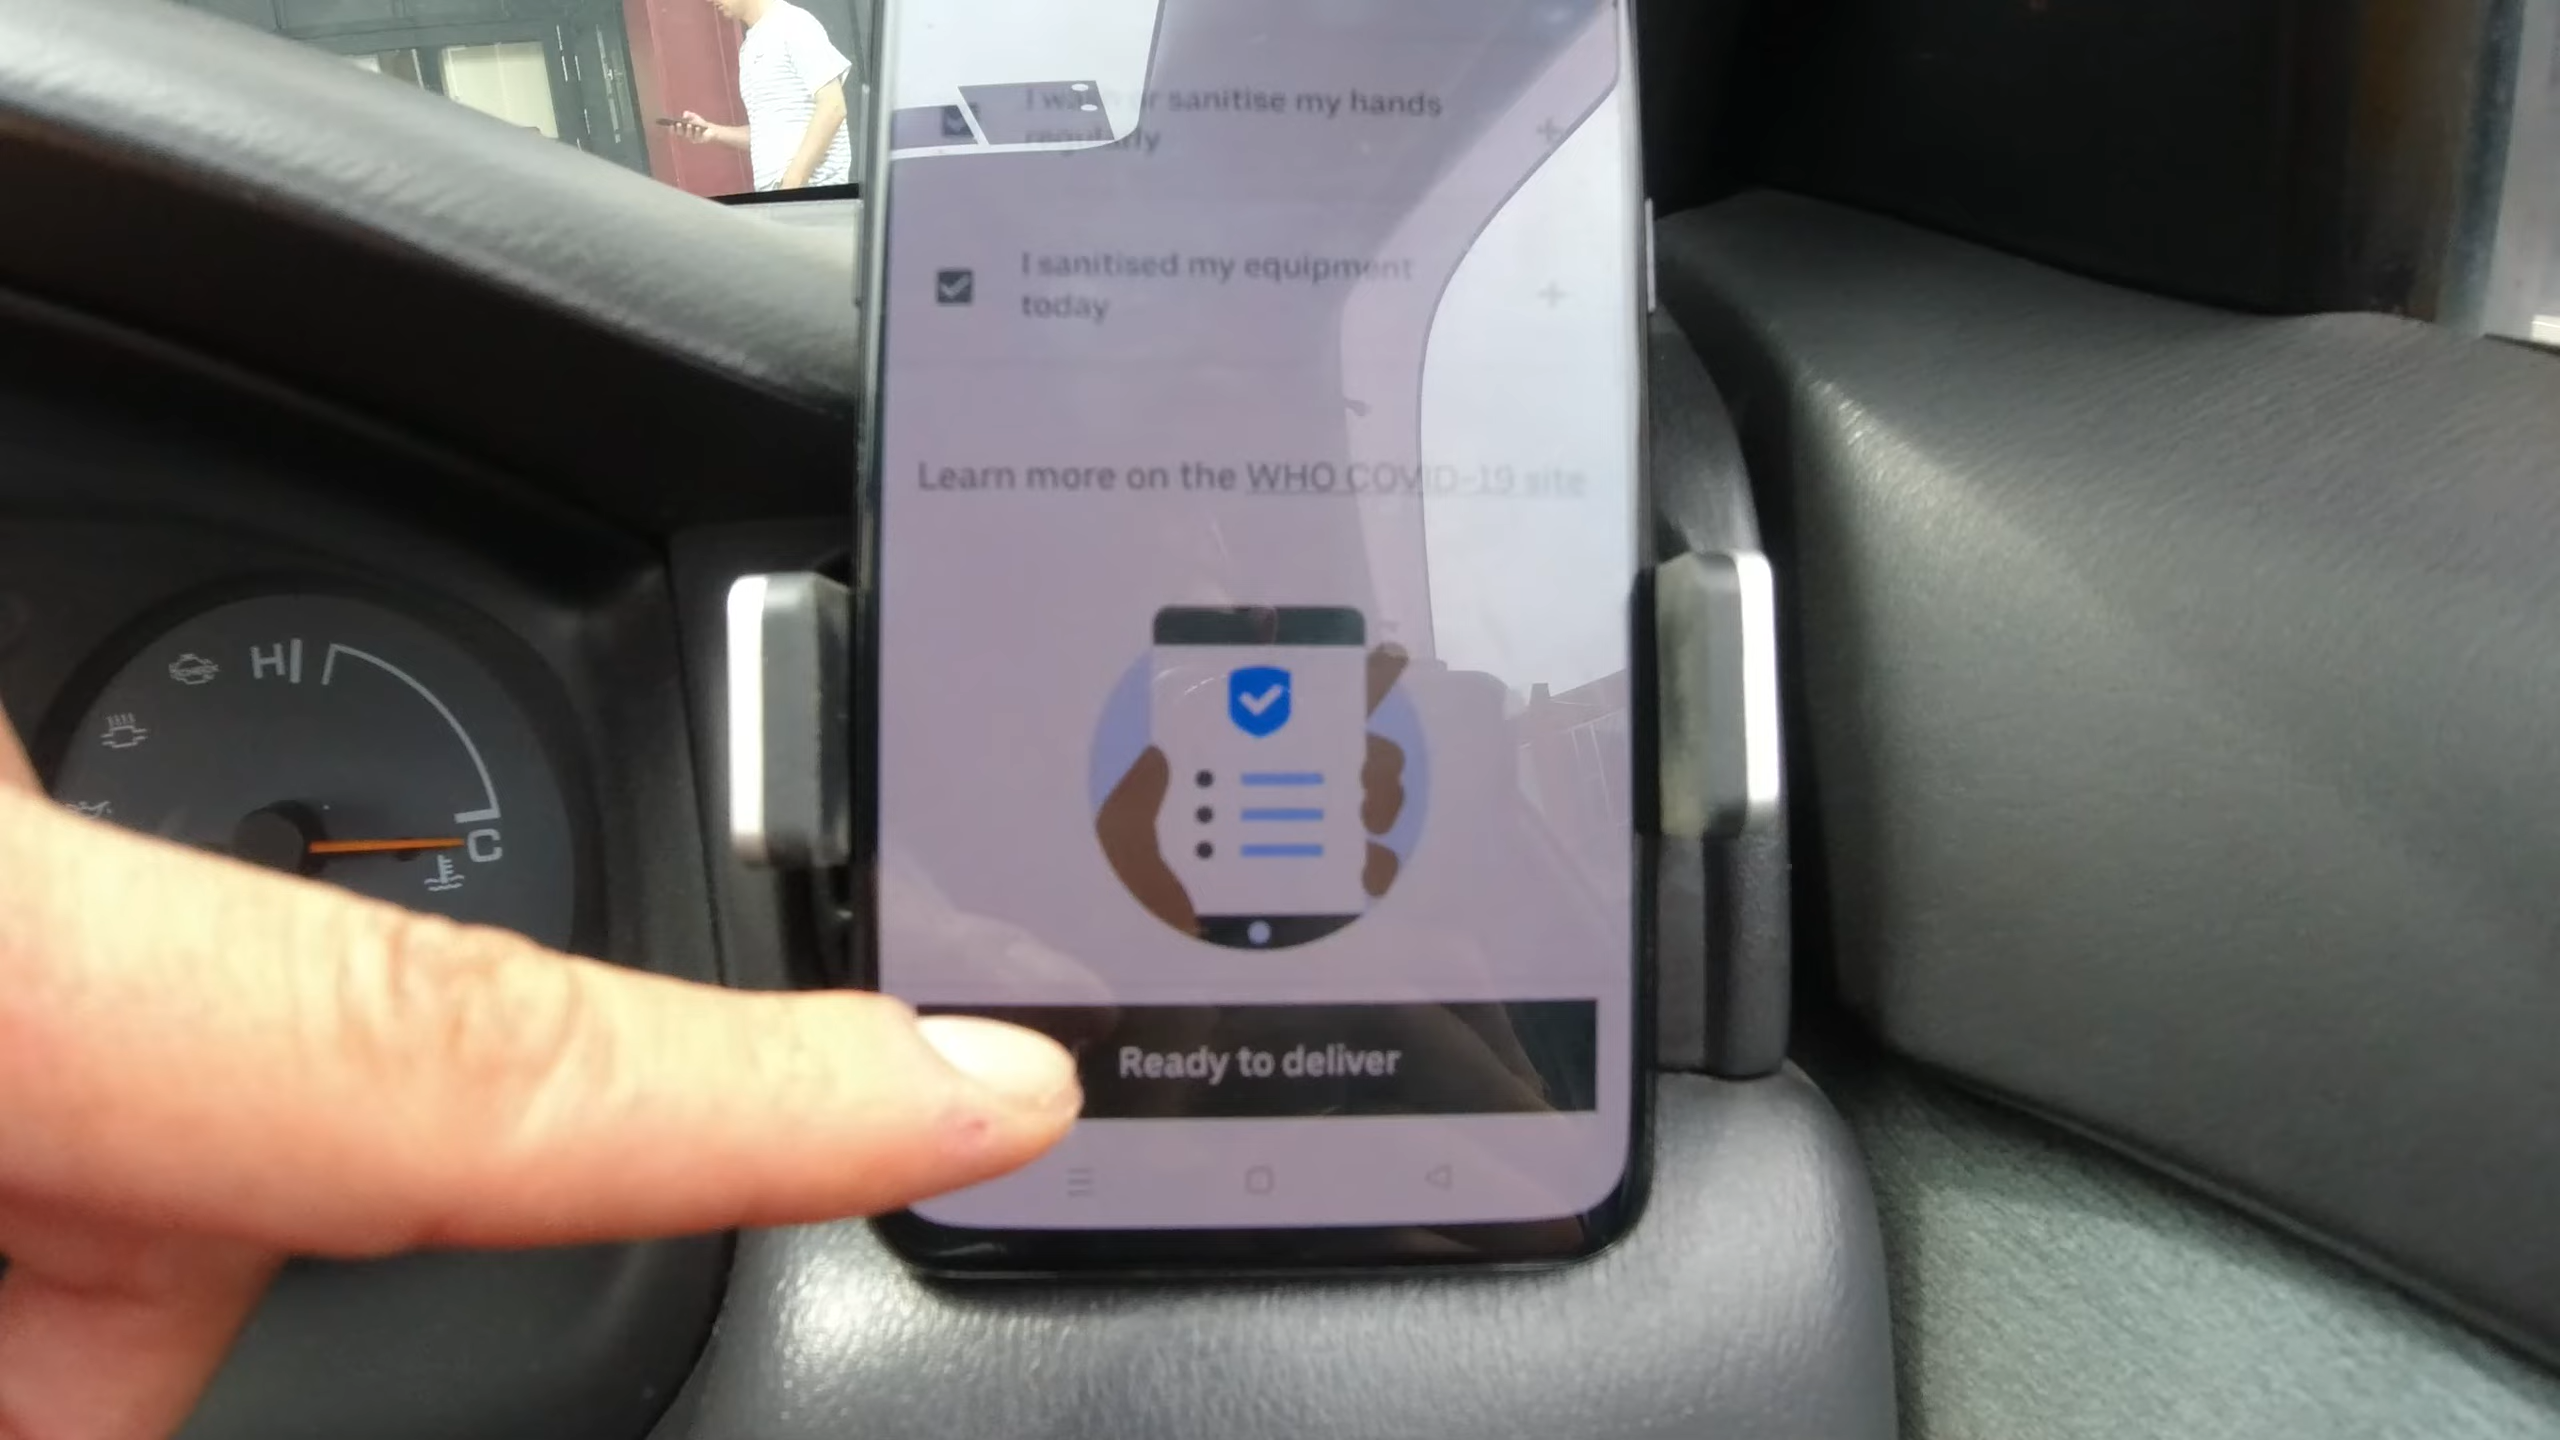 I wash or sanitise my hands
regularly
I sanitised my equipment
today
Learn more on the WHO COVID-19 site
CHECK
H
C
Ready to deliver